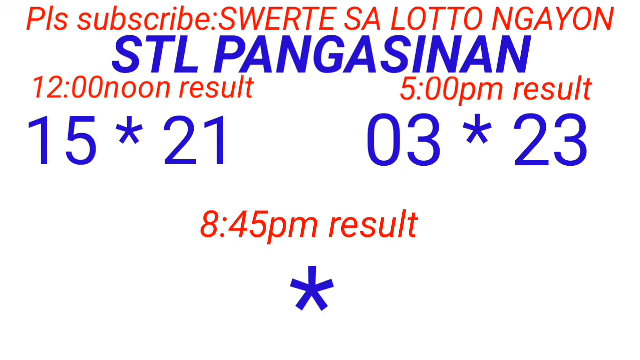 Pls subscribe:SWERTE SA LOTTO NGAYON
STL PANGASINAN
12:00noon result
5:00pm result
15 * 21
03 * 23
8:45pm result
*